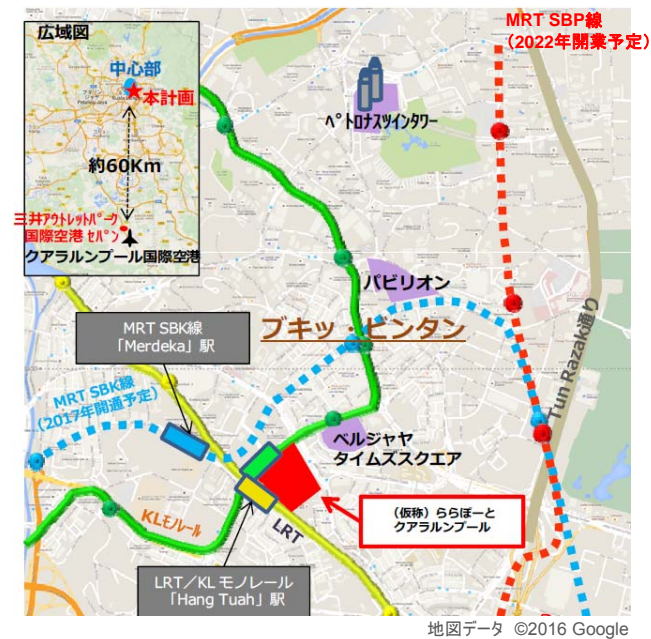 MRT SBP線
(2022年開業予定)
広域図
中心部
本計画
約60Km
三井アウトレットパーク
国際空港 セパン
クアラルンプール国際空港
ペトロナスツインタワー
パビリオン
MRT SBK線
「Merdeka」駅
ブキッ・ビンタン
Tun Razak通り
MRT SBK線
(2017年開通予定)
ベルジャヤ
タイムズスクエア
(仮称)ららぽーと
クアラルンプール
KLモノレール
LRT
LRT/KL モノレール
「Hang Tuah」駅
地図データ ©2016 Google